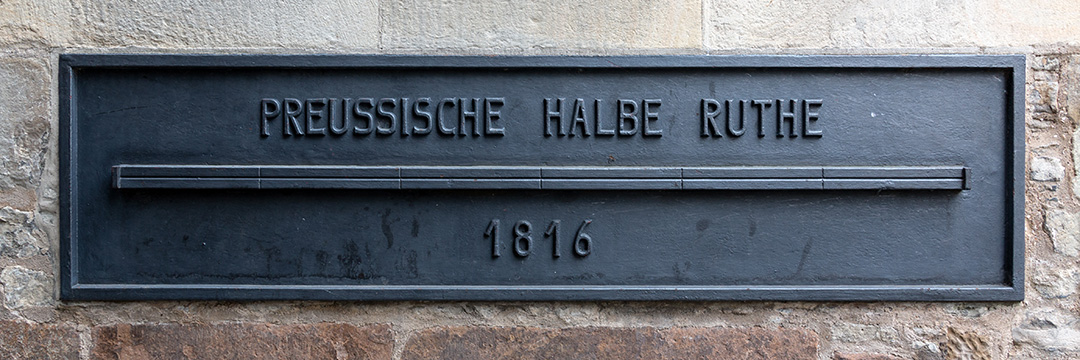 PREUSSISCHE HALBE RUTHE
1816